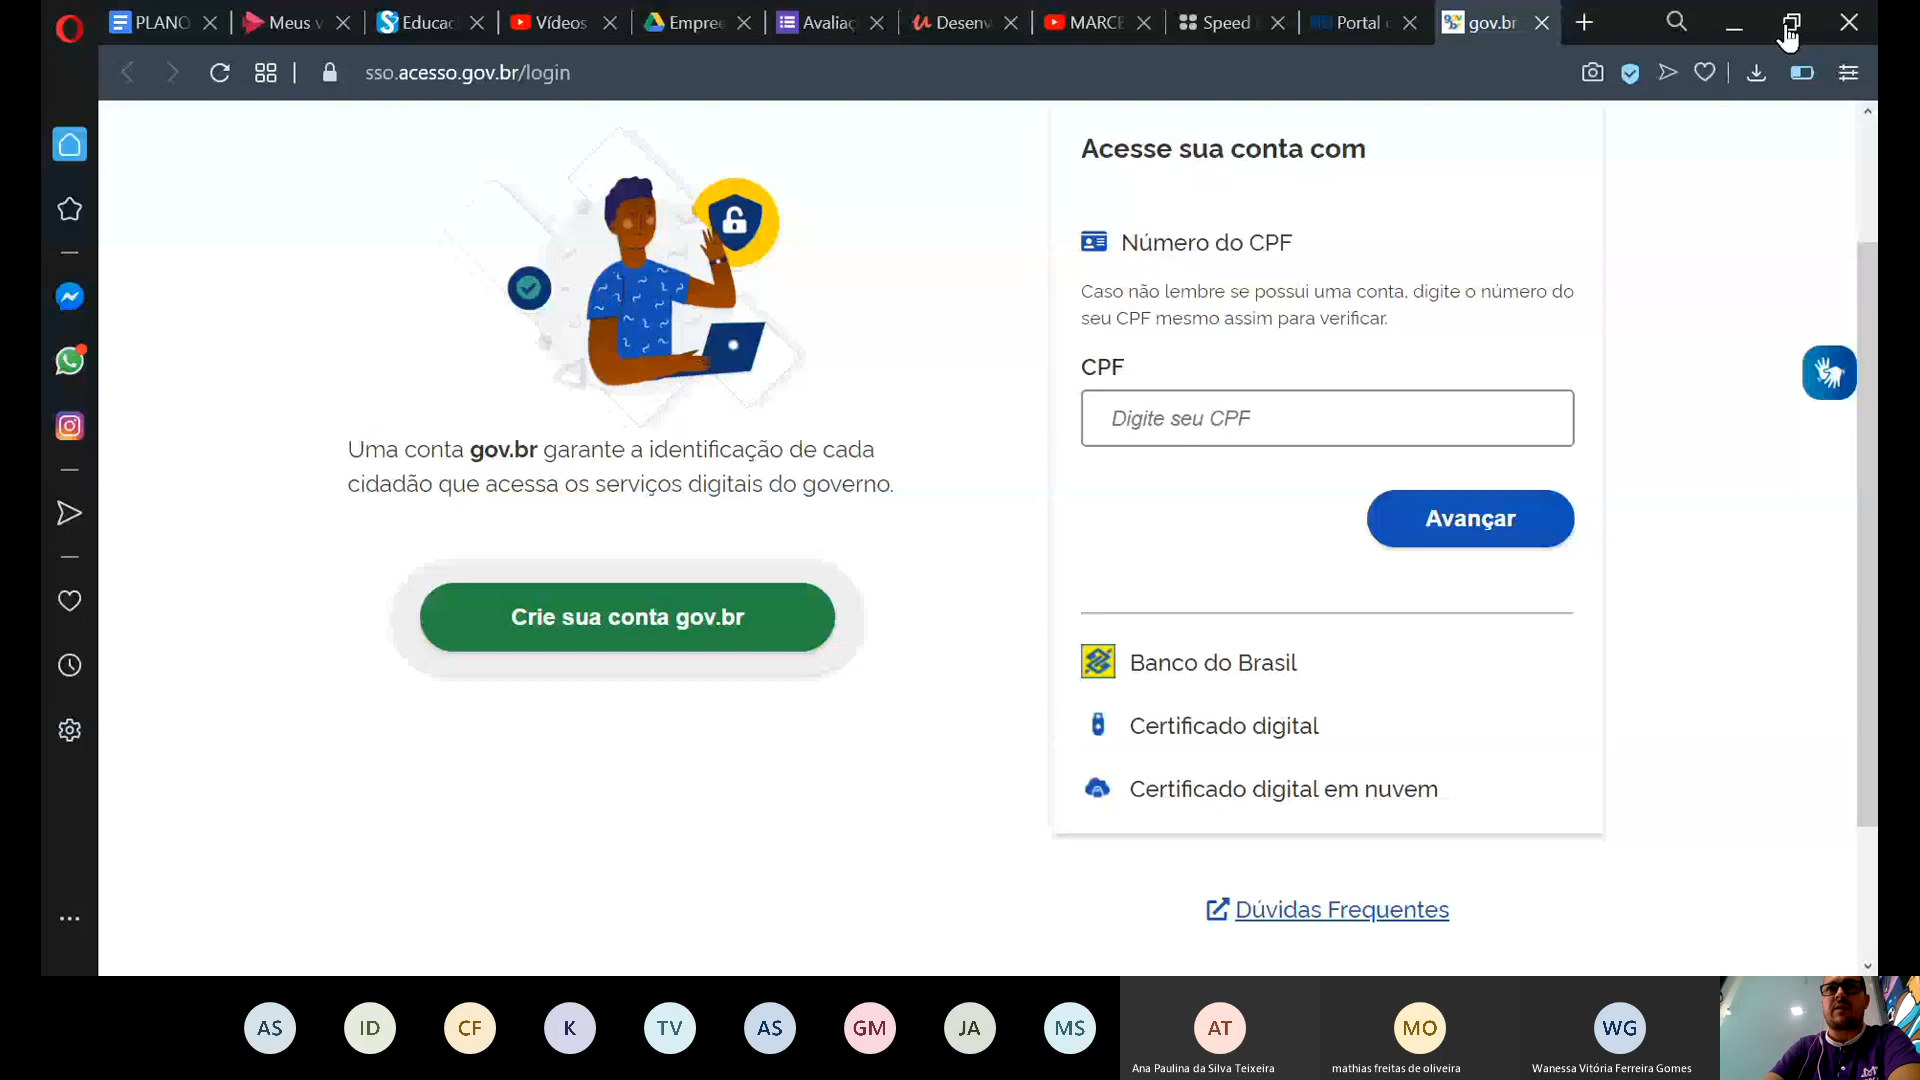 PLANO
Meus v
Educac
Vídeos
Empree
Avaliaç
Desenv
MARCE
Speed
Portal
gov.br
sso.acesso.gov.br/login
Acesse sua conta com
Número do CPF
Caso não lembre se possui uma conta, digite o número do
seu CPF mesmo assim para verificar.
CPF
Digite seu CPF
Avançar
Uma conta gov.br garante a identificação de cada
cidadão que acessa os serviços digitais do governo.
Crie sua conta gov.br
Banco do Brasil
Certificado digital
Certificado digital em nuvem
Dúvidas Frequentes
AS
ID
CF
K
TV
AS
GM
JA
MS
AT
MO
WG
Ana Paulina da Silva Teixeira
mathias freitas de oliveira
Wanessa Vitória Ferreira Gomes